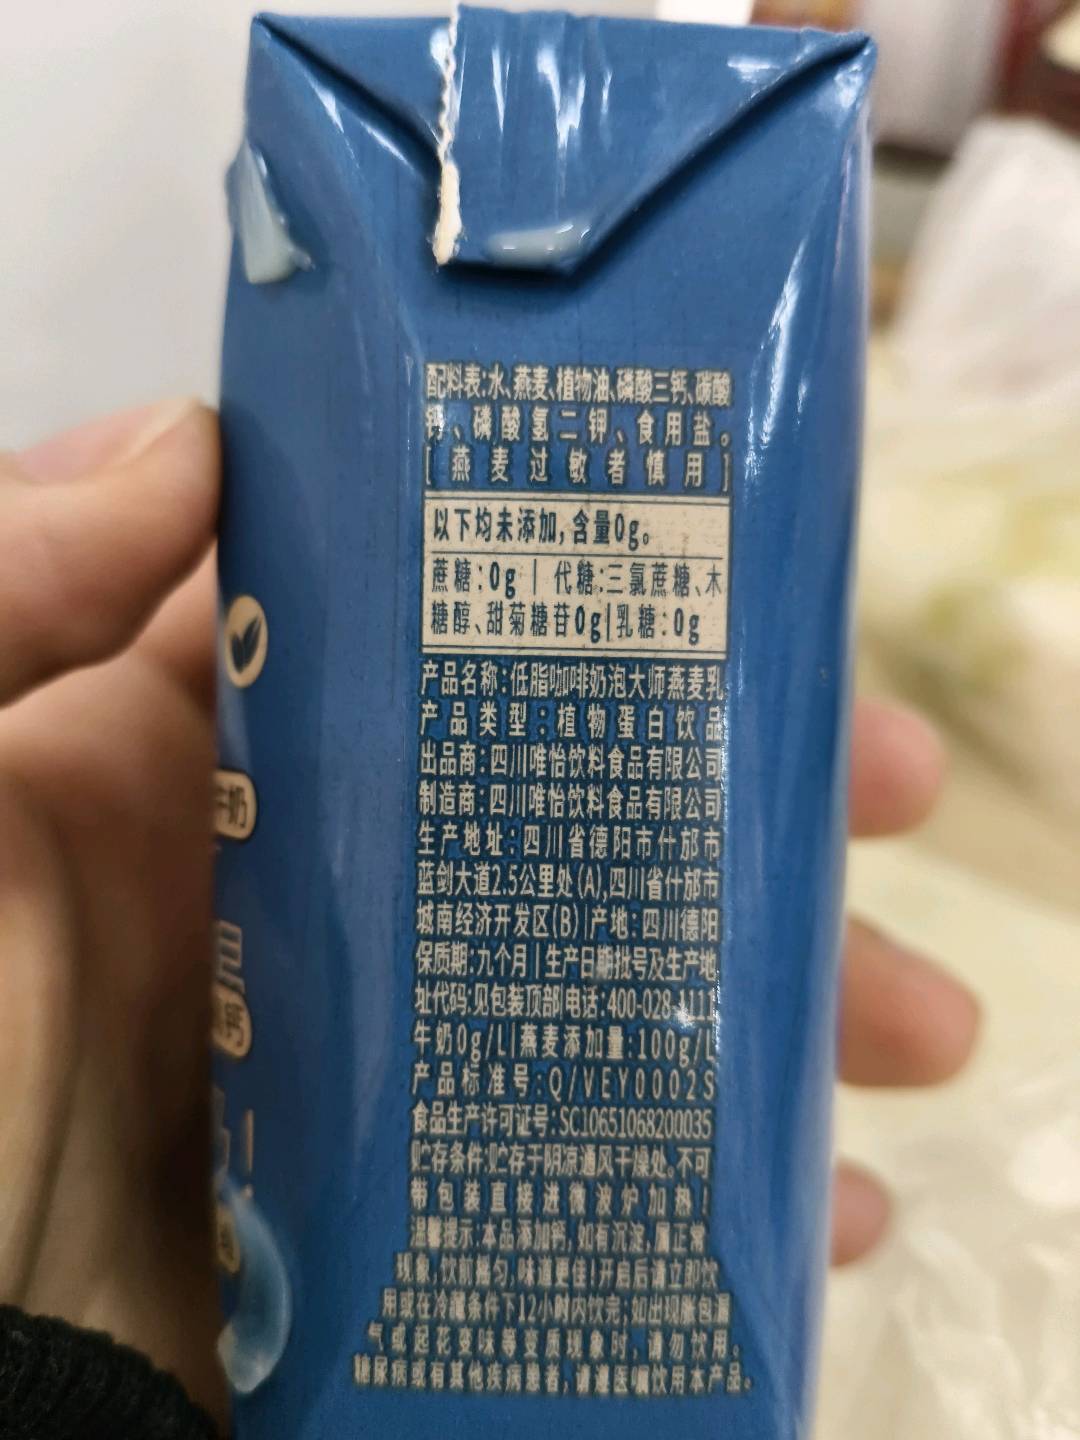 配料表:水、燕麦、植物油、磷酸三钙、碳酸
钙、磷酸氢二钾、食用盐。
[燕麦过敏者慎用]
以下均未添加,含量0g。
蔗糖:0g | 代糖:三氯蔗糖、木
糖醇、甜菊糖苷0g|乳糖:0g
产品名称:低脂咖啡奶泡大师燕麦乳
产品类型:植物蛋白饮品
出品商:四川唯怡饮料食品有限公司
制造商:四川唯怡饮料食品有限公司
生产地址:四川省德阳市什邡市
蓝剑大道2.5公里处(A),四川省什邡市
城南经济开发区(B)|产地:四川德阳
保质期:九个月|生产日期批号及生产地
址代码:见包装顶部|电话:400-028-1111
牛奶0g/L|燕麦添加量:100g/L
产品标准号:Q/VEY0002S
食品生产许可证号:SC10651068200035
贮存条件:贮存于阴凉通风干燥处。不可
带包装直接进微波炉加热!
温馨提示:本品添加钙,如有沉淀,属正常
现象,饮前摇匀,味道更佳!开启后请立即饮
用或在冷藏条件下12小时内饮完;如出现胀包漏
气或起花变味等变质现象时,请勿饮用。
糖尿病或有其他疾病患者,请遵医嘱饮用本产品。
牛奶
钙